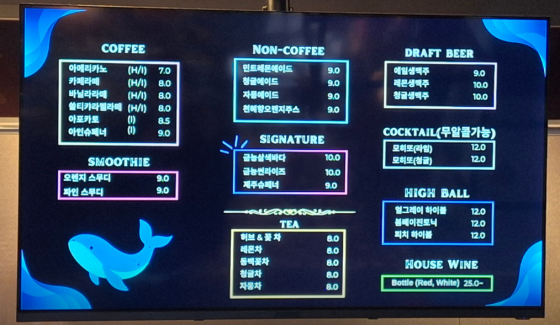 COFFEE
아메리카노 (H/I) 7.0
카페라떼 (H/I) 8.0
바닐라라떼 (H/I) 8.0
쏠티카라멜라떼 (H/I) 8.0
아포카토 (I) 8.5
아인슈페너 (I) 9.0
SMOOTHIE
오렌지 스무디 9.0
파인 스무디 9.0
NON-COFFEE
민트레몬에이드 9.0
청귤에이드 9.0
자몽에이드 9.0
천혜향오렌지주스 9.0
SIGNATURE
금능삼색바다 10.0
금능썬라이즈 10.0
제주슈페너 9.0
TEA
허브 & 꽃 차 8.0
레몬차 8.0
동백꽃차 8.0
청귤차 8.0
자몽차 8.0
DRAFT BEER
에일생맥주 9.0
레몬생맥주 10.0
청귤생맥주 10.0
COCKTAIL(무알콜가능)
모히또(라임) 12.0
모히또(청귤) 12.0
HIGH BALL
얼그레이 하이볼 12.0
봄베이진토닉 12.0
피치 하이볼 12.0
HOUSE WINE
Bottle (Red, White) 25.0~